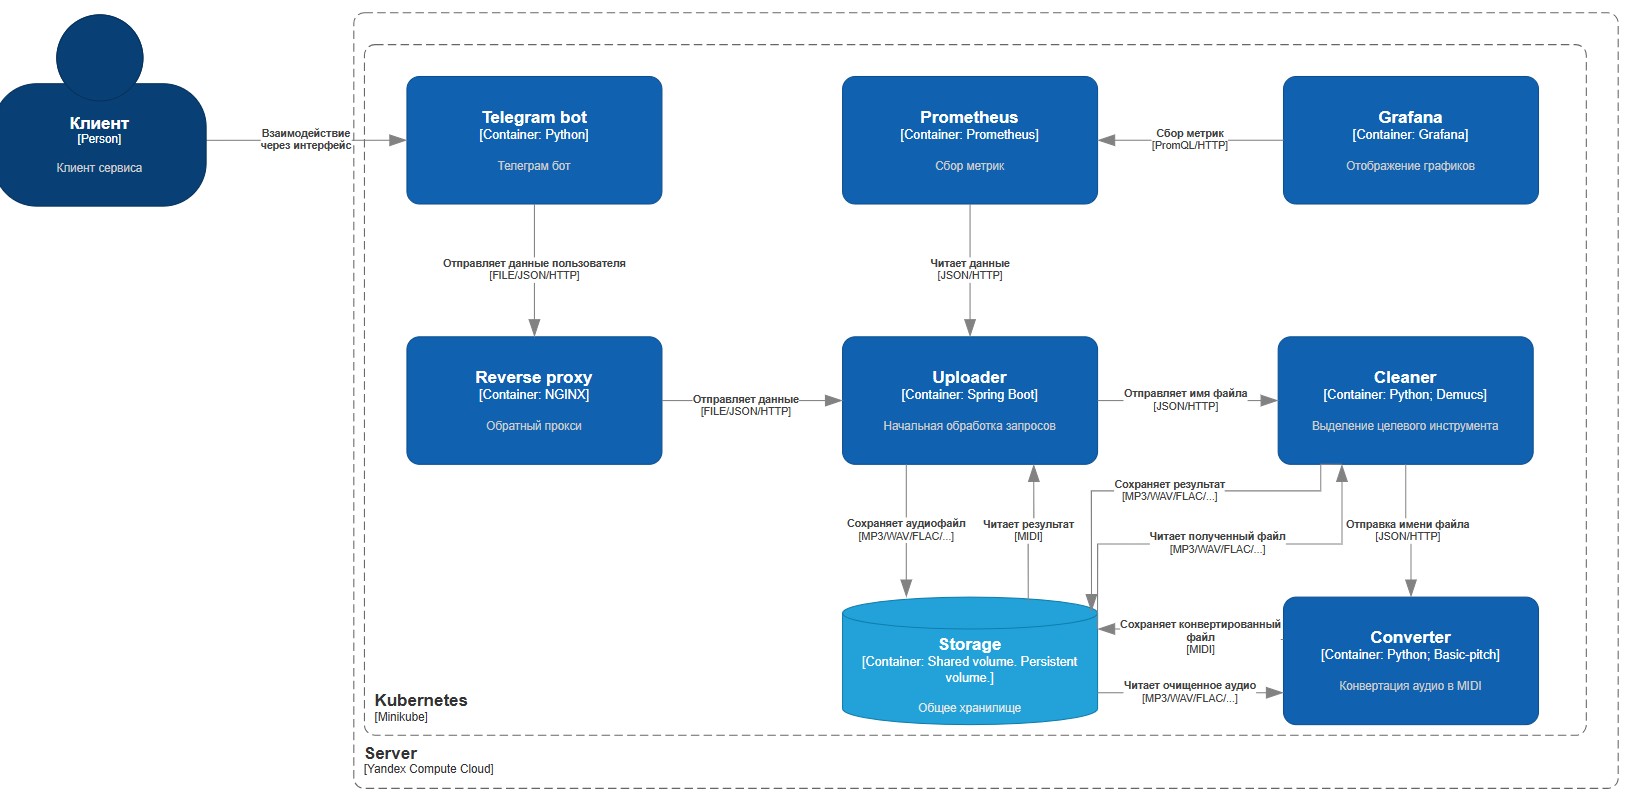 Клиент
[Person]
Клиент сервиса
Взаимодействие
через интерфейс
Telegram bot
[Container: Python]
Телеграм бот
Prometheus
[Container: Prometheus]
Сбор метрик
Сбор метрик
[PromQL/HTTP]
Grafana
[Container: Grafana]
Отображение графиков
Отправляет данные пользователя
[FILE/JSON/HTTP]
Читает данные
[JSON/HTTP]
Reverse proxy
[Container: NGINX]
Обратный прокси
Отправляет данные
[FILE/JSON/HTTP]
Uploader
[Container: Spring Boot]
Начальная обработка запросов
Отправляет имя файла
[JSON/HTTP]
Cleaner
[Container: Python; Demucs]
Выделение целевого инструмента
Сохраняет аудиофайл
[MP3/WAV/FLAC/...]
Читает результат
[MIDI]
Сохраняет результат
[MP3/WAV/FLAC/...]
Читает полученный файл
[MP3/WAV/FLAC/...]
Отправка имени файла
[JSON/HTTP]
Storage
[Container: Shared volume. Persistent
volume.]
Общее хранилище
Сохраняет конвертированный
файл
[MIDI]
Читает очищенное аудио
[MP3/WAV/FLAC/...]
Converter
[Container: Python; Basic-pitch]
Конвертация аудио в MIDI
Kubernetes
[Minikube]
Server
[Yandex Compute Cloud]